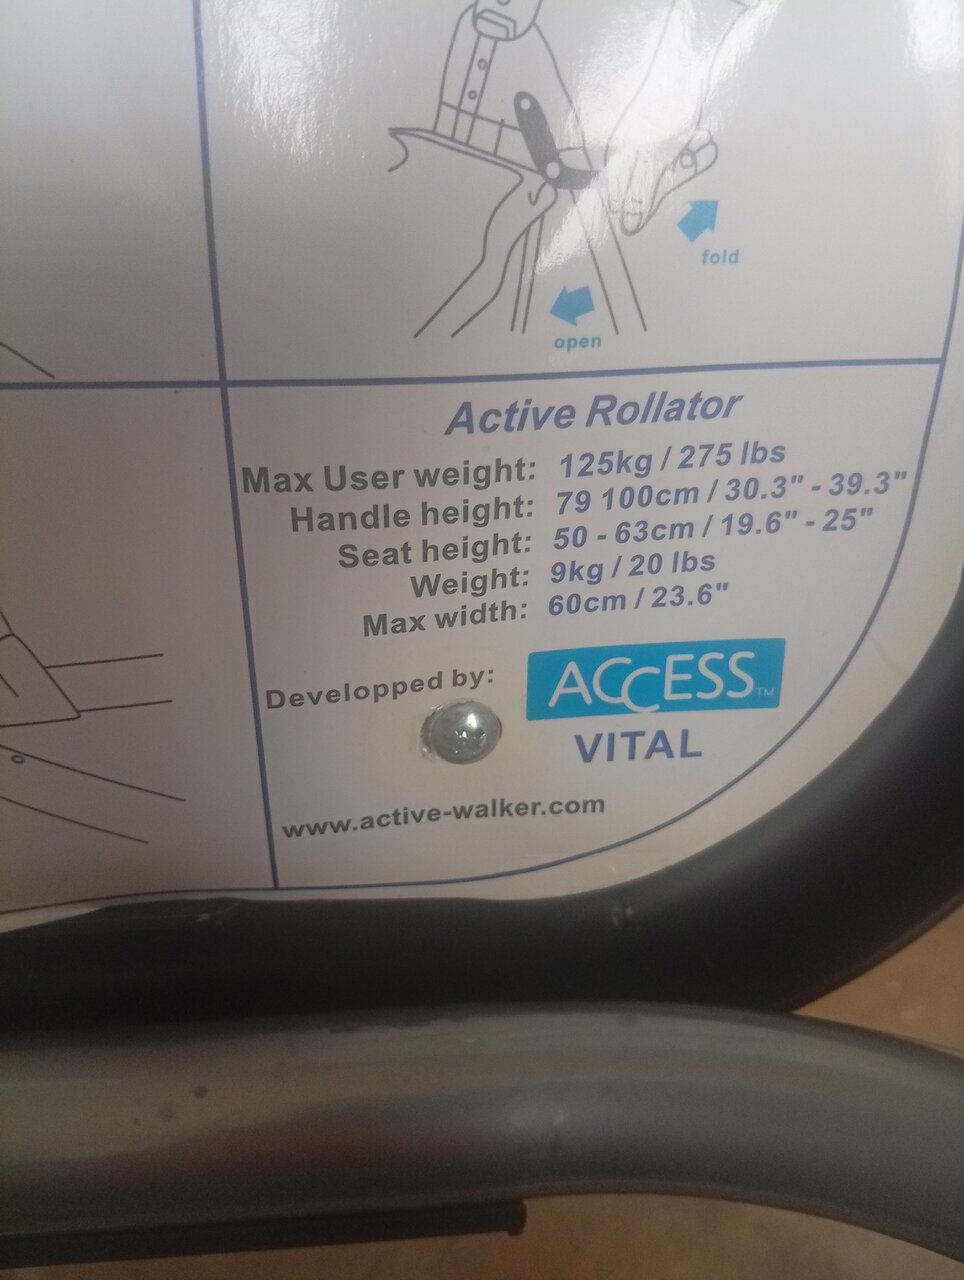 fold
open
Active Rollator
Max User weight: 125kg / 275 lbs
Handle height: 79 100cm / 30.3" - 39.3"
Seat height: 50 - 63cm / 19.6" - 25"
Weight: 9kg / 20 lbs
Max width: 60cm / 23.6"
Developped by: ACCESS™
VITAL
www.active-walker.com